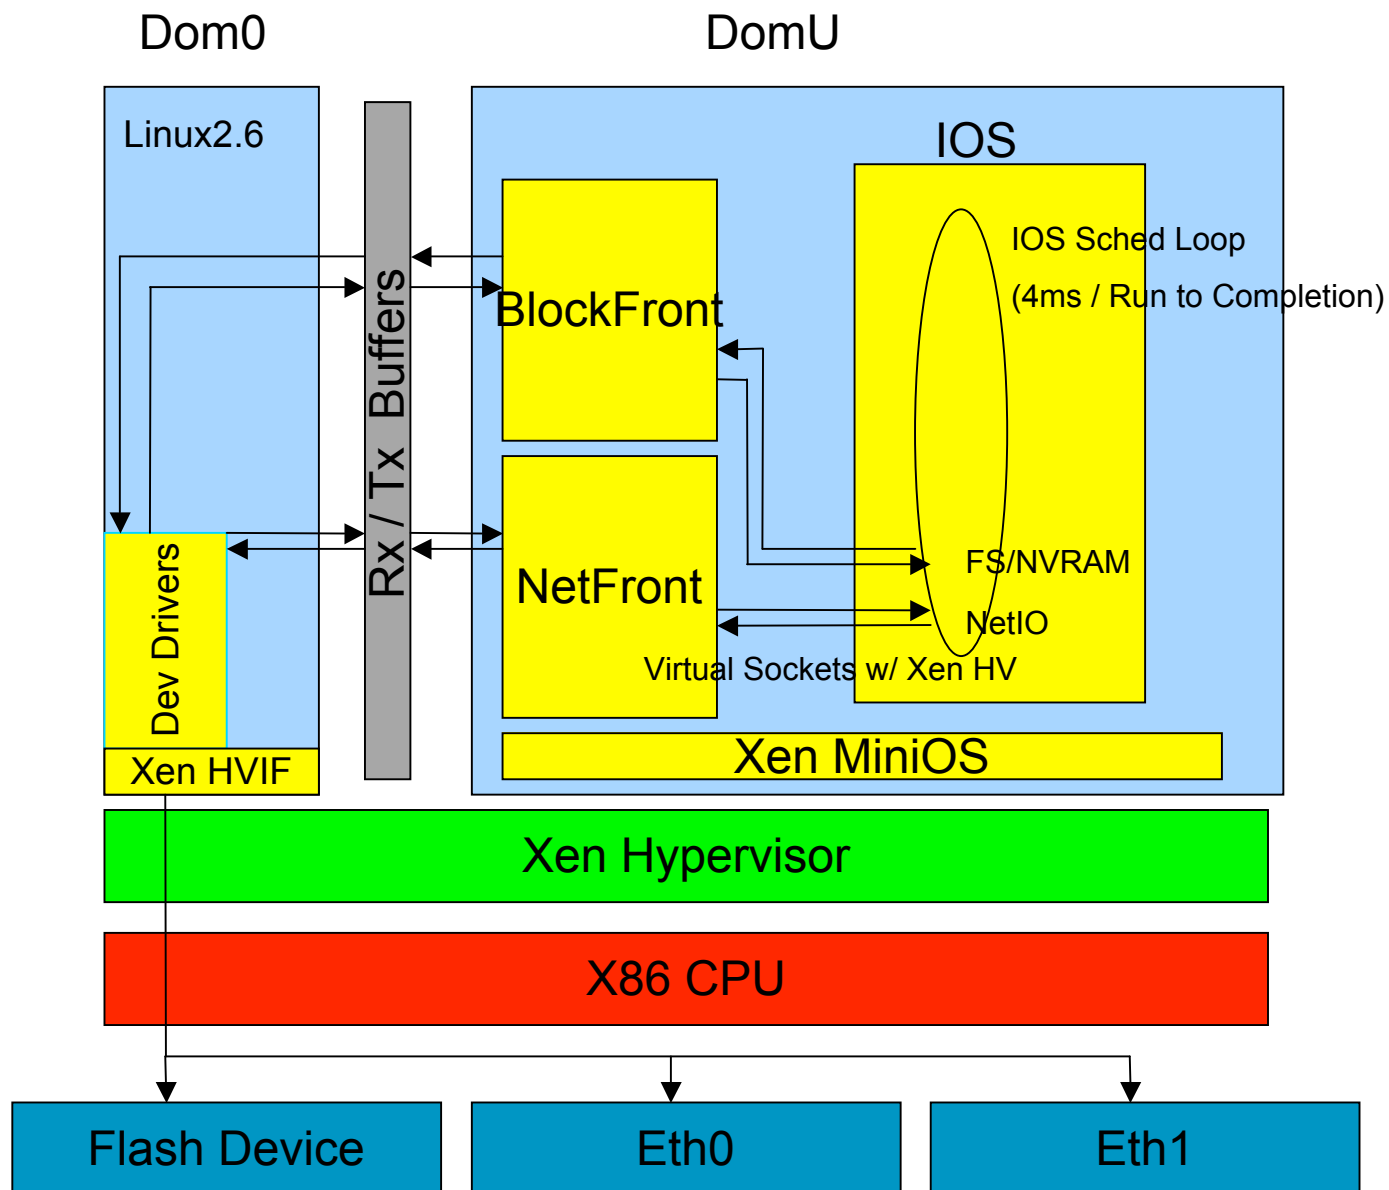 Dom0
DomU
Linux2.6
IOS
IOS Sched Loop
(4ms / Run to Completion)
BlockFront
Rx / Tx Buffers
Dev Drivers
FS/NVRAM
NetFront
NetIO
Virtual Sockets w/ Xen HV
Xen HVIF
Xen MiniOS
Xen Hypervisor
X86 CPU
Flash Device
Eth0
Eth1